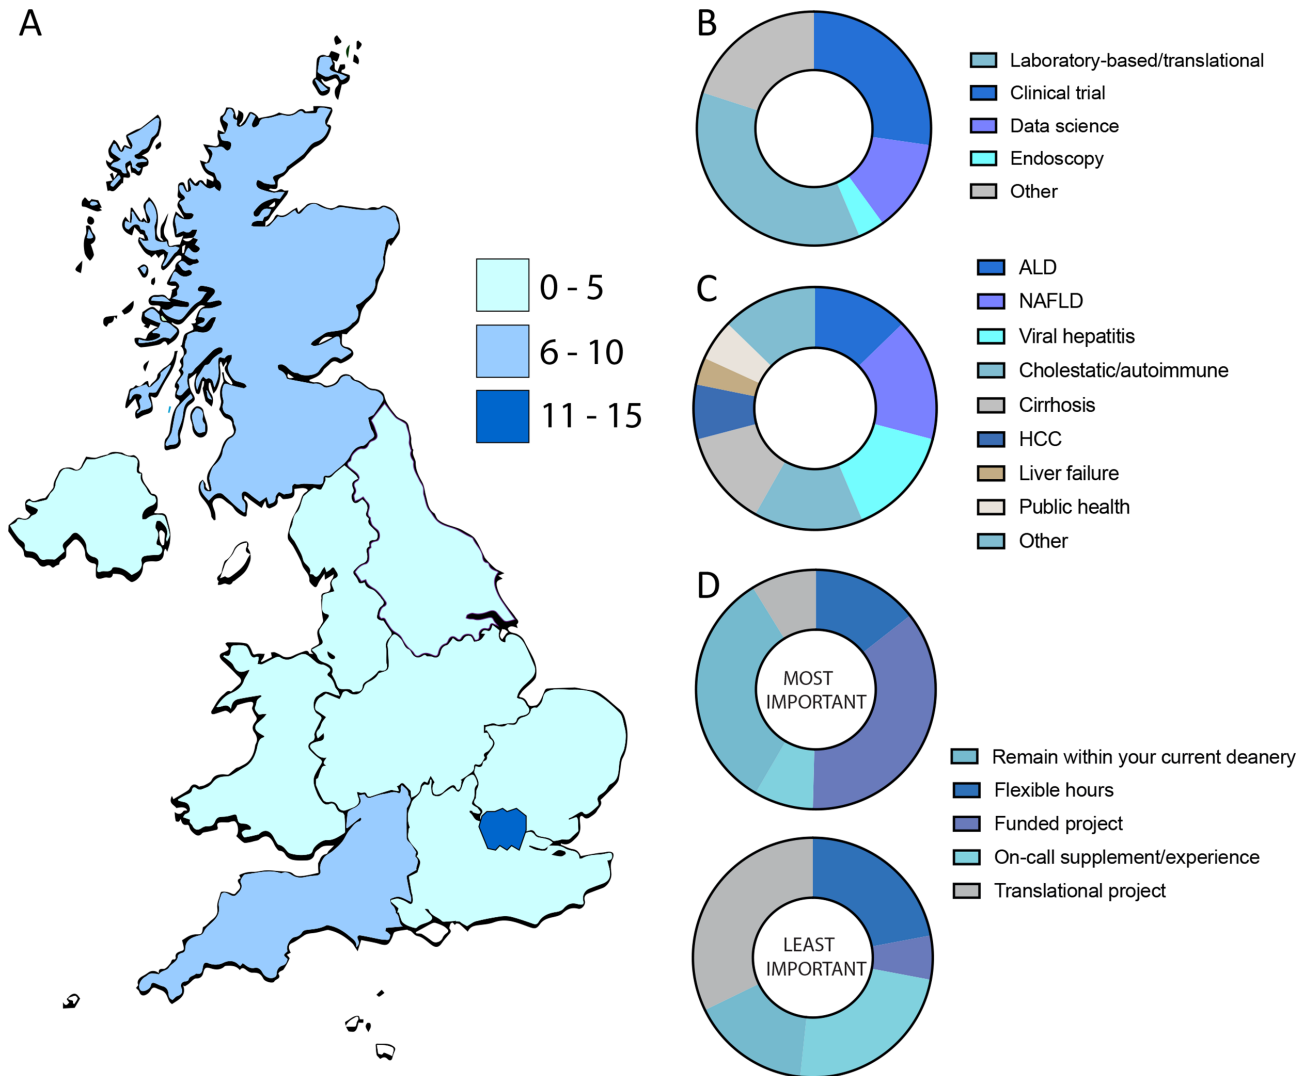 A
0 - 5
6 - 10
11 - 15
B
Laboratory-based/translational
Clinical trial
Data science
Endoscopy
Other
C
ALD
NAFLD
Viral hepatitis
Cholestatic/autoimmune
Cirrhosis
HCC
Liver failure
Public health
Other
D
MOST
IMPORTANT
LEAST
IMPORTANT
Remain within your current deanery
Flexible hours
Funded project
On-call supplement/experience
Translational project